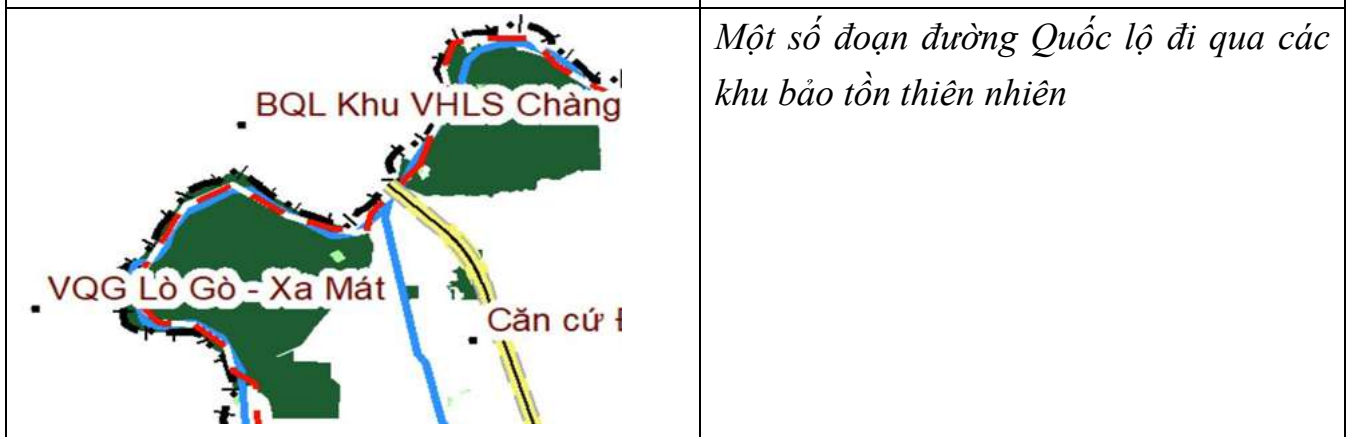 BQL Khu VHLS Chàng
VQG Lò Gò - Xa Mát
Căn cứ
Một số đoạn đường Quốc lộ đi qua các
khu bảo tồn thiên nhiên